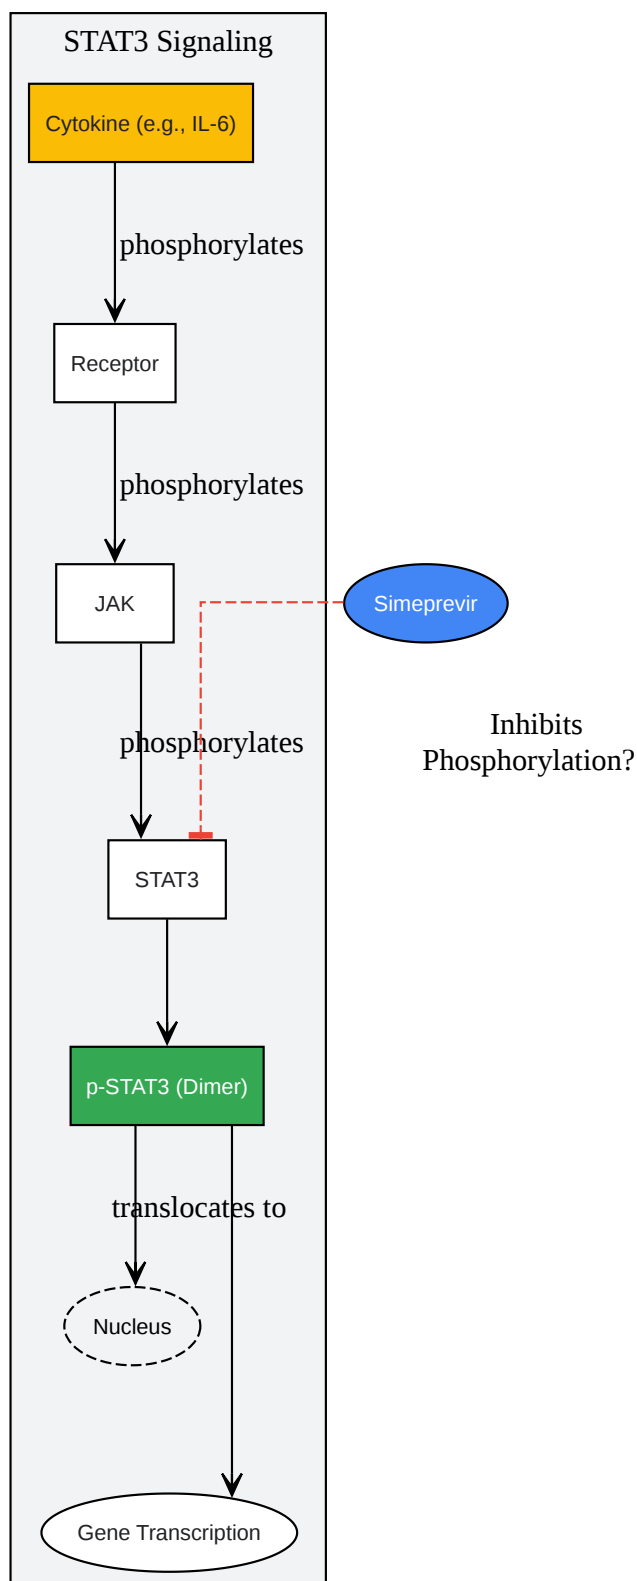 STAT3 Signaling
Cytokine (e.g., IL-6)
phosphorylates
Receptor
phosphorylates
JAK
Simeprevir
phosphorylates
Inhibits
Phosphorylation?
STAT3
p-STAT3 (Dimer)
translocates to
Nucleus
Gene Transcription